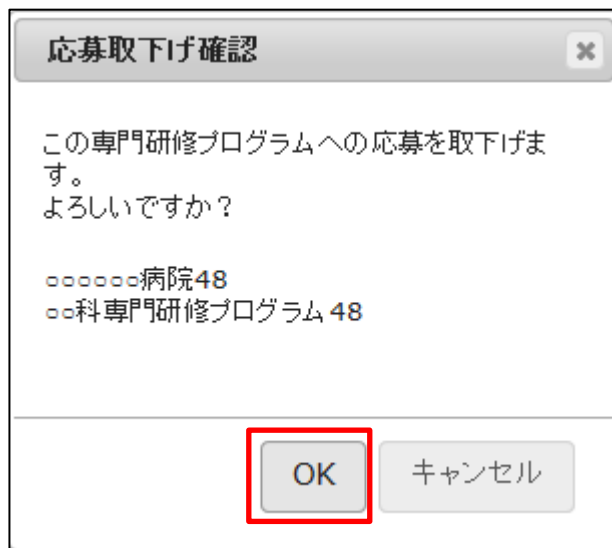 応募取下げ確認
この専門研修プログラムへの応募を取下げま
す。
よろしいですか？
○○○○○○病院48
○○科専門研修プログラム48
OK
キャンセル